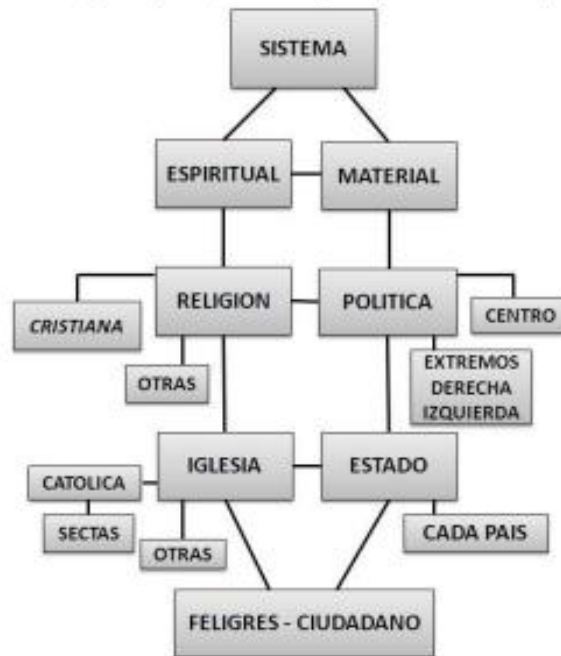 SISTEMA
ESPIRITUAL
MATERIAL
RELIGION
POLITICA
CRISTIANA
CENTRO
OTRAS
EXTREMOS
DERECHA
IZQUIERDA
IGLESIA
ESTADO
CATOLICA
SECTAS
OTRAS
CADA PAIS
FELIGRES - CIUDADANO